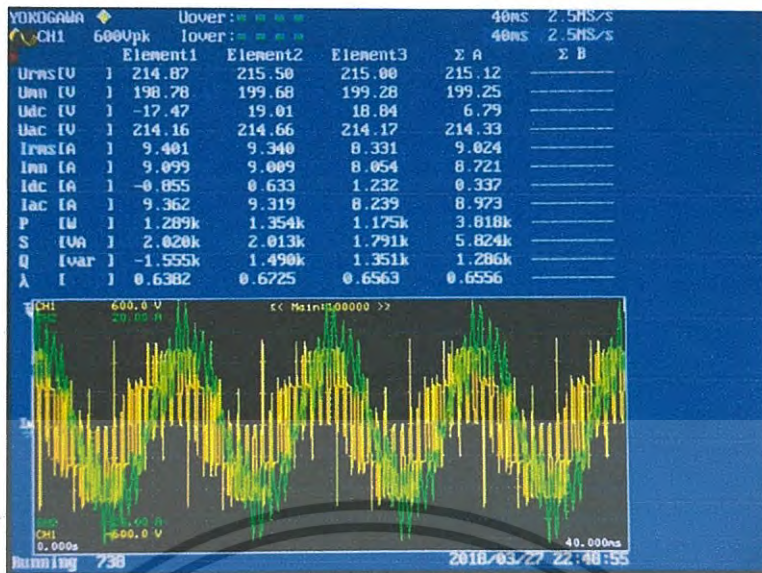 YOKOGAWA Uover: 40ms 2.5MS/s
CH1 600Vpk Iover: 40ms 2.5MS/s
Element1 Element2 Element3 Σ A Σ B
Urms[V ] 214.87 215.50 215.00 215.12
Umn [V ] 198.78 199.68 199.28 199.25
Udc [V ] -17.47 19.01 18.84 6.79
Uac [V ] 214.16 214.66 214.17 214.33
Irms[A ] 9.401 9.340 8.331 9.024
Imn [A ] 9.099 9.009 8.054 8.721
Idc [A ] -0.855 0.633 1.232 0.337
Iac [A ] 9.362 9.319 8.239 8.973
P [W ] 1.289k 1.354k 1.175k 3.818k
S [VA ] 2.020k 2.013k 1.791k 5.824k
Q [var ] -1.555k 1.490k 1.351k 1.286k
λ [ ] 0.6382 0.6725 0.6563 0.6556
CH1 600.0 V << Main:100000 >>
CH2 20.00 A
CH1 -600.0 V
0.000s 40.000ms
Running 738 2018/03/27 22:48:55